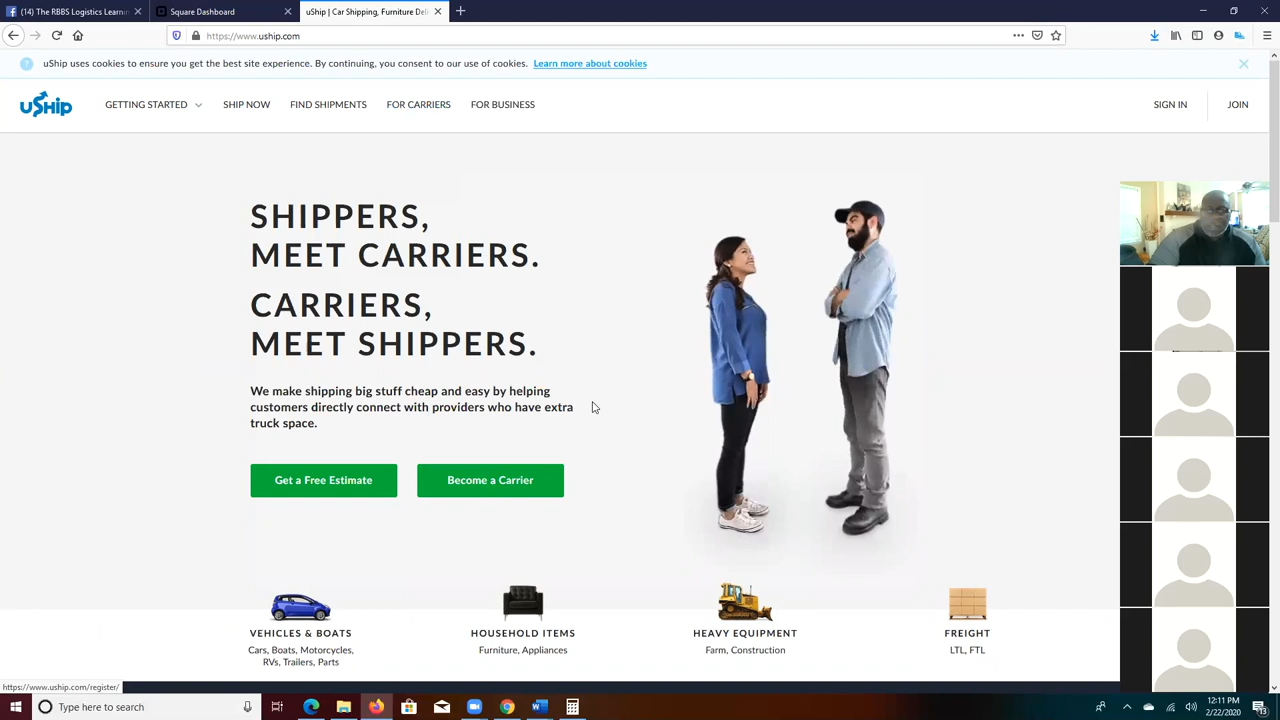 (14) The RBBS Logistics Learnin
Square Dashboard
uShip | Car Shipping, Furniture Deli
https://www.uship.com
uShip uses cookies to ensure you get the best site experience. By continuing, you consent to our use of cookies. Learn more about cookies
uShip
GETTING STARTED
SHIP NOW
FIND SHIPMENTS
FOR CARRIERS
FOR BUSINESS
SIGN IN
JOIN
SHIPPERS,
MEET CARRIERS.
CARRIERS,
MEET SHIPPERS.
We make shipping big stuff cheap and easy by helping
customers directly connect with providers who have extra
truck space.
Get a Free Estimate
Become a Carrier
VEHICLES & BOATS
Cars, Boats, Motorcycles,
RVs, Trailers, Parts
HOUSEHOLD ITEMS
Furniture, Appliances
HEAVY EQUIPMENT
Farm, Construction
FREIGHT
LTL, FTL
https://www.uship.com/register/
Type here to search
12:11 PM
2/22/2020
13